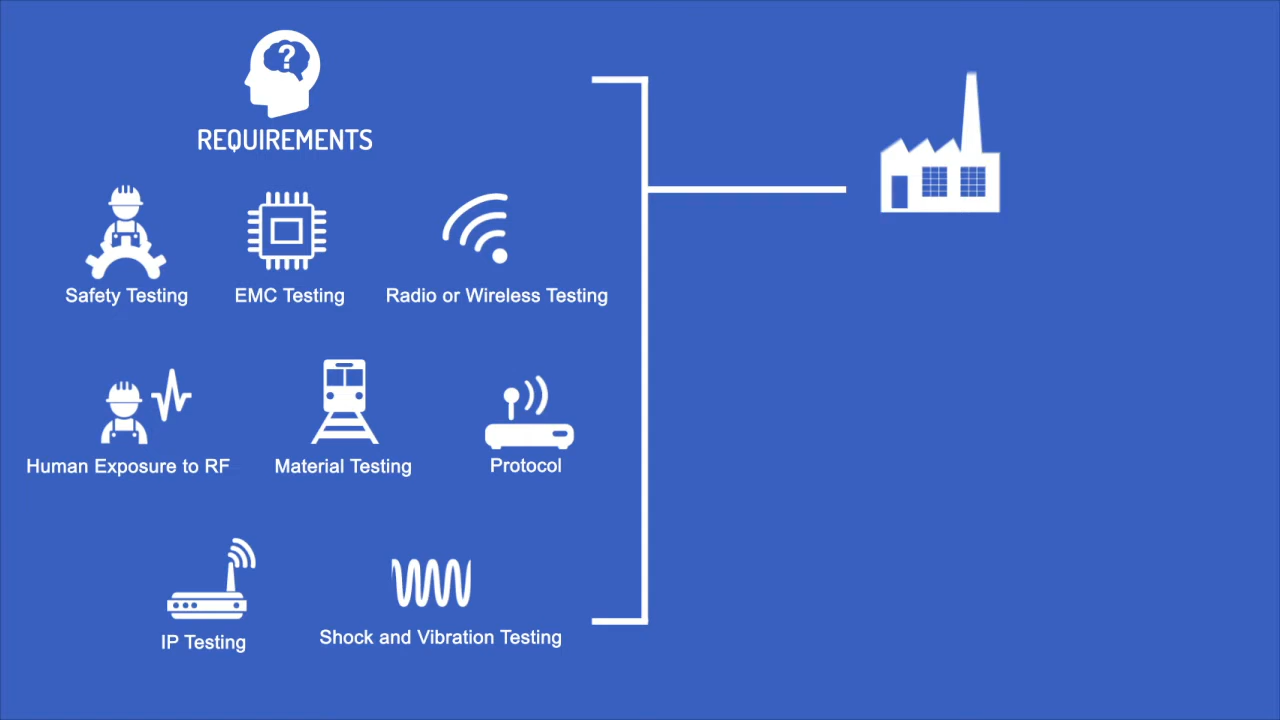 ?
REQUIREMENTS
Safety Testing
EMC Testing
Radio or Wireless Testing
Human Exposure to RF
Material Testing
Protocol
IP Testing
Shock and Vibration Testing